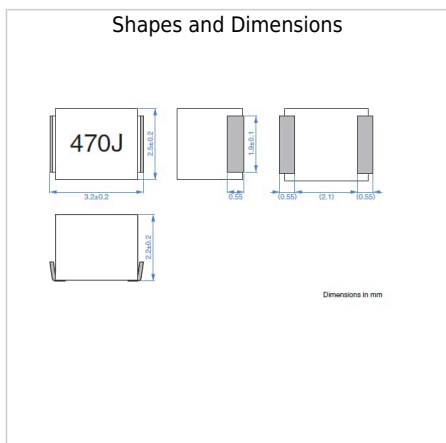 Shapes and Dimensions
470J
2.5±0.2
3.2±0.2
1.9±0.1
0.55
(0.55)
(2.1)
(0.55)
2.2±0.2
Dimensions in mm